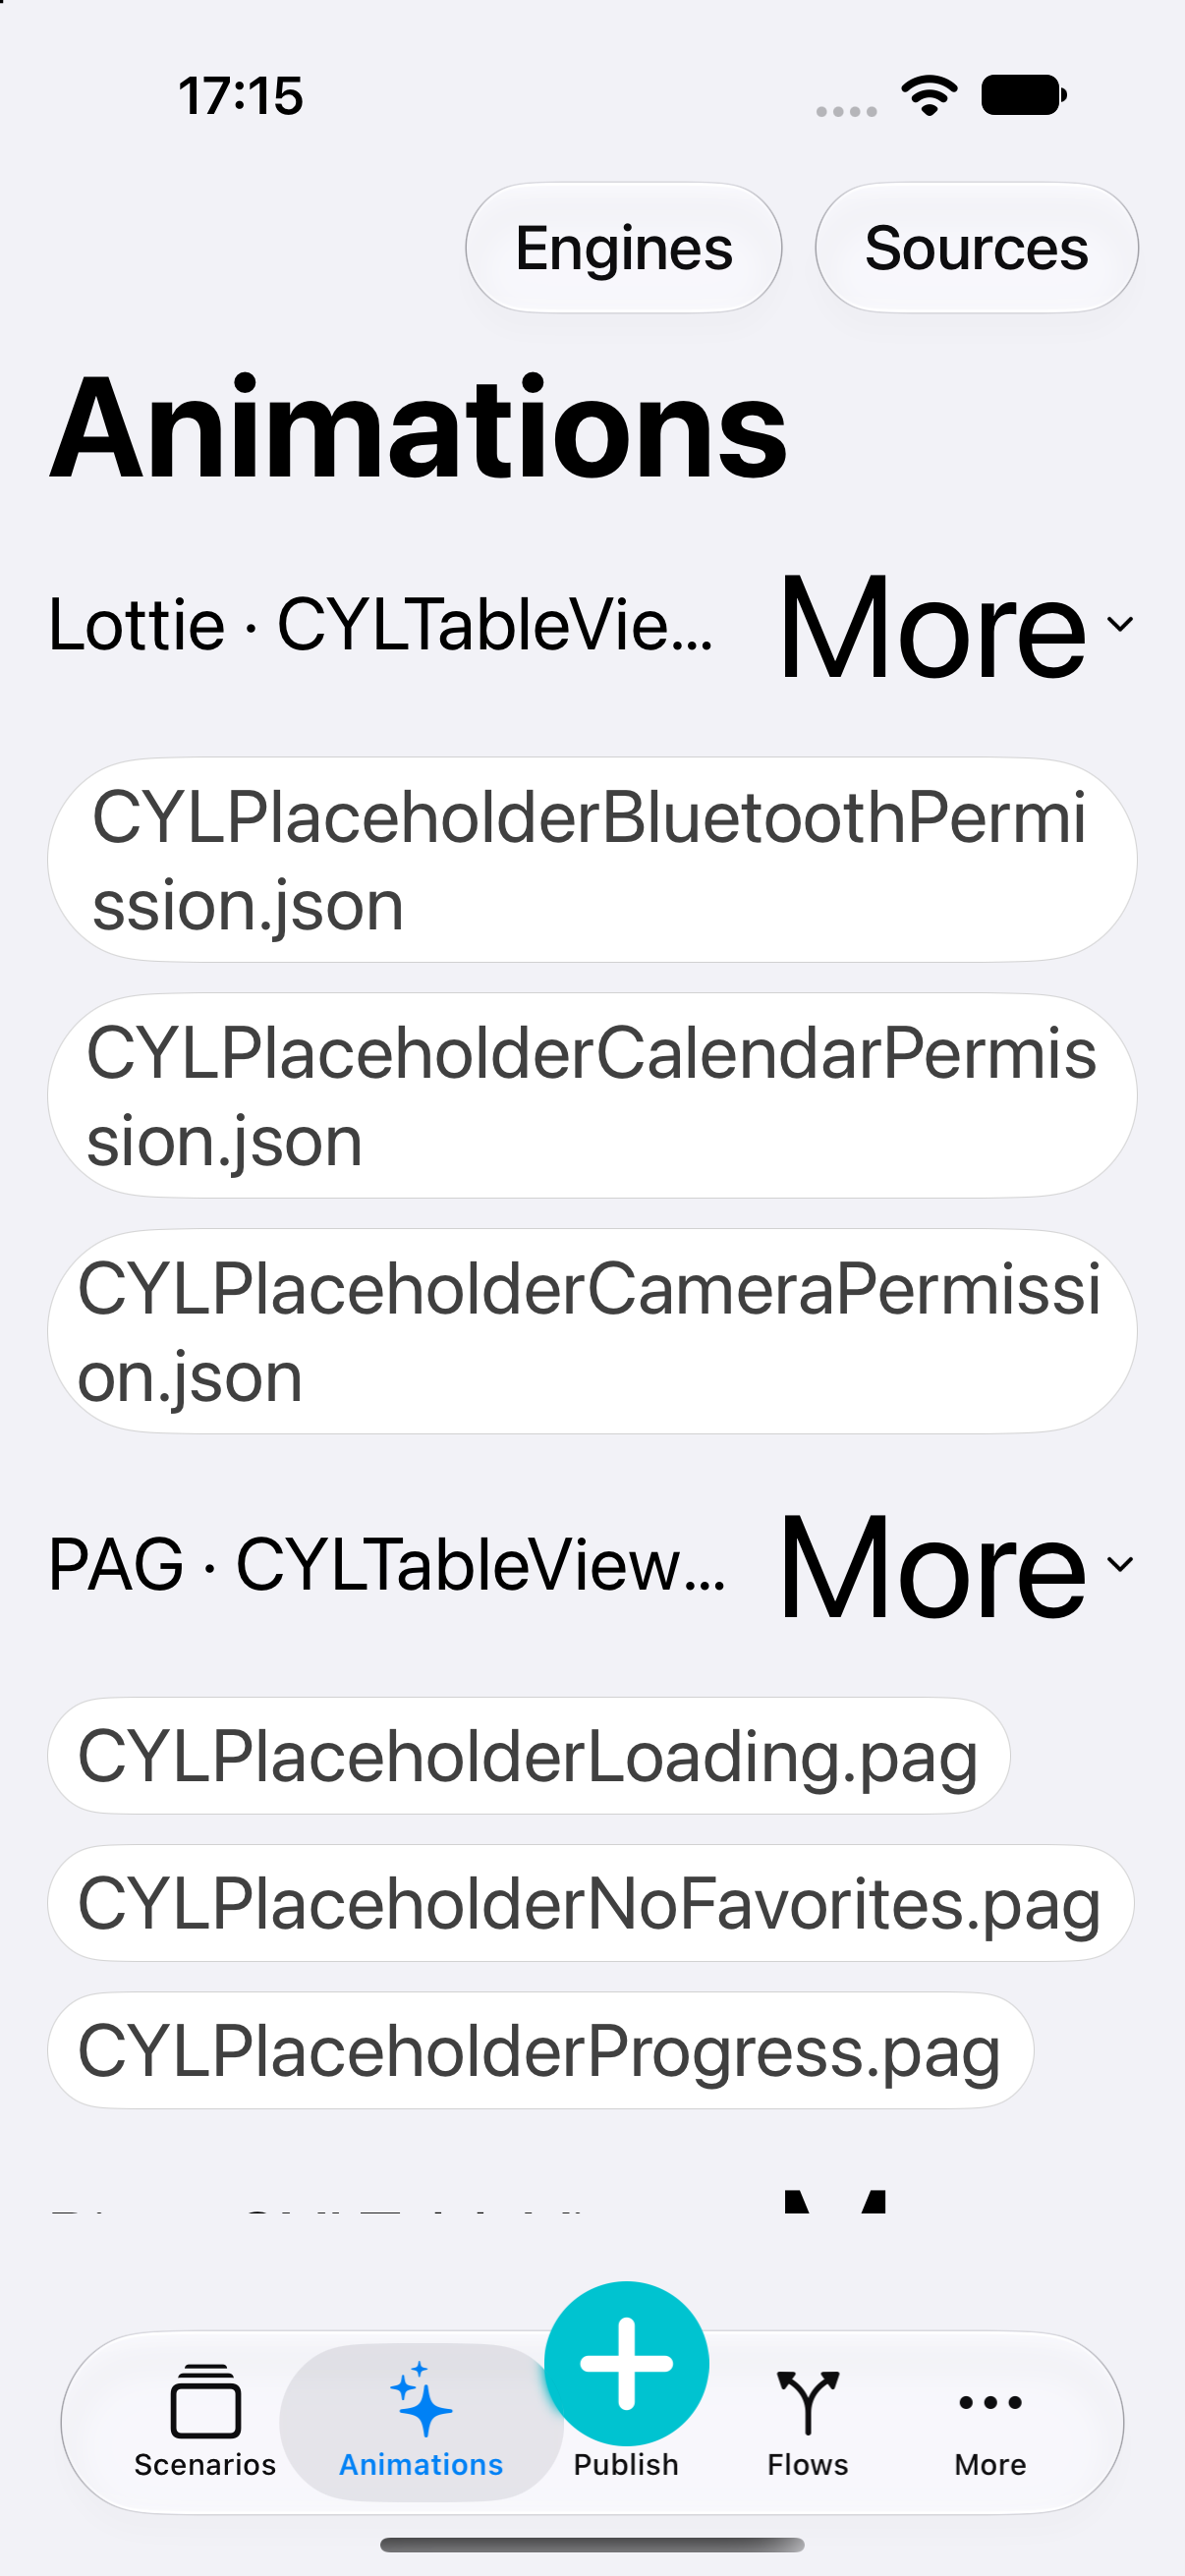 17:15
Engines
Sources
Animations
Lottie · CYLTableVie...
More
CYLPlaceholderBluetoothPermi
ssion.json
CYLPlaceholderCalendarPermis
sion.json
CYLPlaceholderCameraPermissi
on.json
PAG · CYLTableView...
More
CYLPlaceholderLoading.pag
CYLPlaceholderNoFavorites.pag
CYLPlaceholderProgress.pag
Scenarios
Animations
Publish
Flows
More